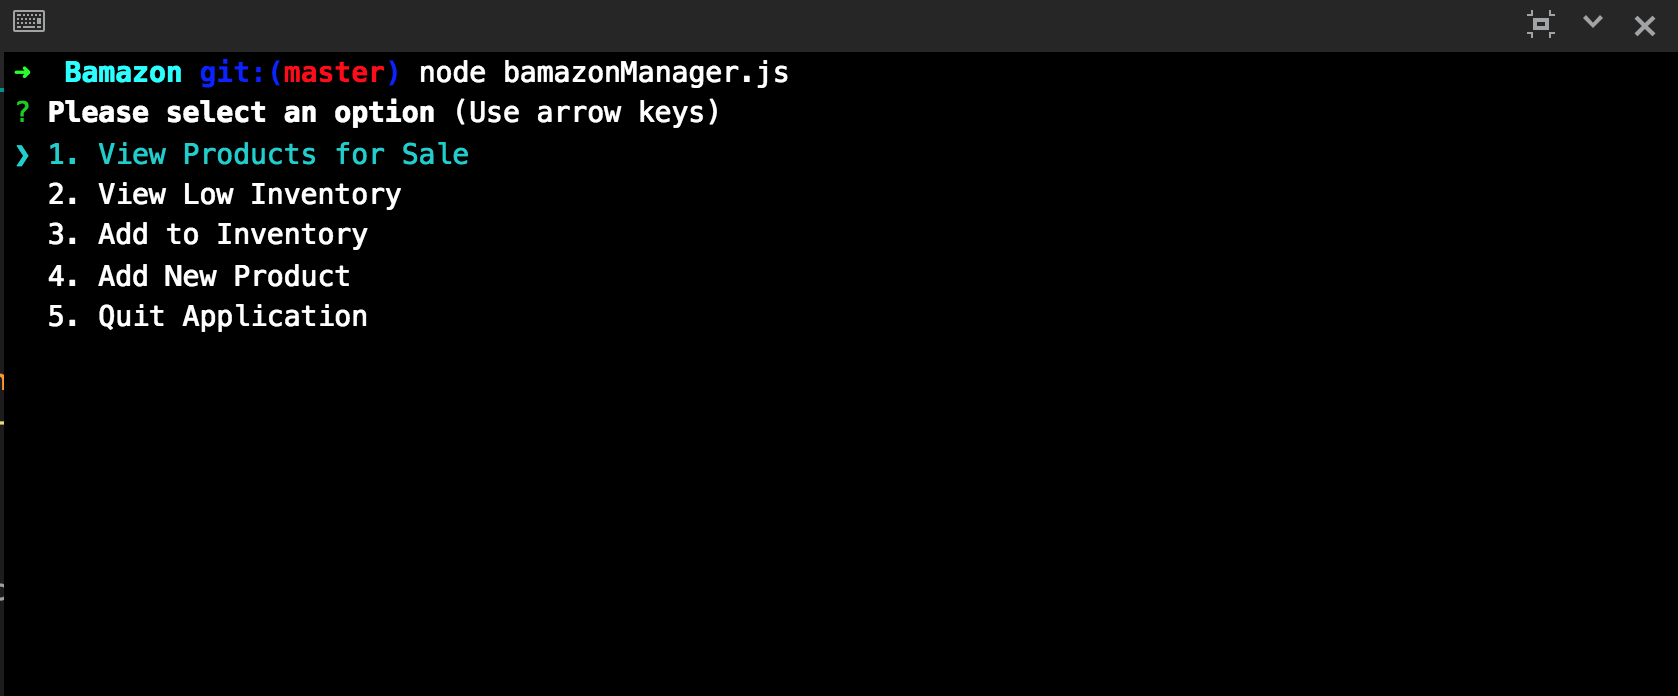 ➜  Bamazon git:(master) node bamazonManager.js
? Please select an option (Use arrow keys)
❯ 1. View Products for Sale
  2. View Low Inventory
  3. Add to Inventory
  4. Add New Product
  5. Quit Application